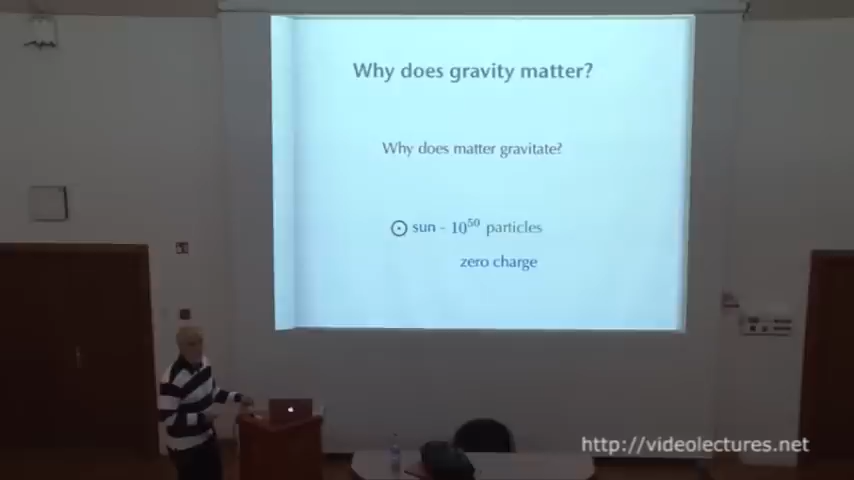 Why does gravity matter?
Why does matter gravitate?
☉ sun - 10⁵⁰ particles
zero charge
http://videolectures.net